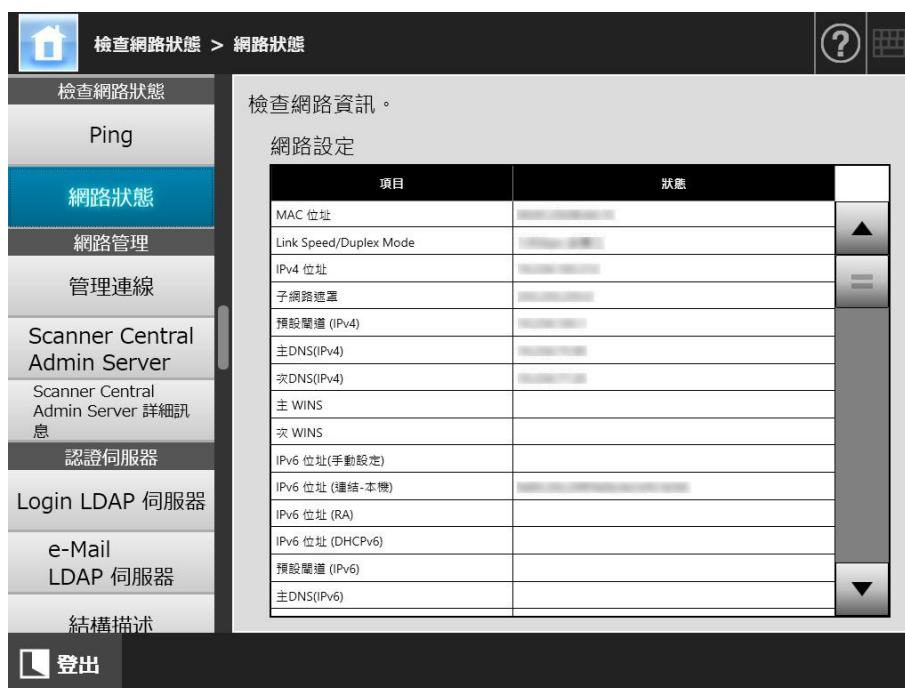 檢查網路狀態 > 網路狀態
?
檢查網路狀態
Ping
網路狀態
網路管理
管理連線
Scanner Central
Admin Server
Scanner Central
Admin Server 詳細訊
息
認證伺服器
Login LDAP 伺服器
e-Mail
LDAP 伺服器
結構描述
檢查網路資訊。
網路設定
項目 狀態
MAC 位址
Link Speed/Duplex Mode
IPv4 位址
子網路遮罩
預設閘道 (IPv4)
主DNS(IPv4)
次DNS(IPv4)
主 WINS
次 WINS
IPv6 位址(手動設定)
IPv6 位址 (連結-本機)
IPv6 位址 (RA)
IPv6 位址 (DHCPv6)
預設閘道 (IPv6)
主DNS(IPv6)
登出